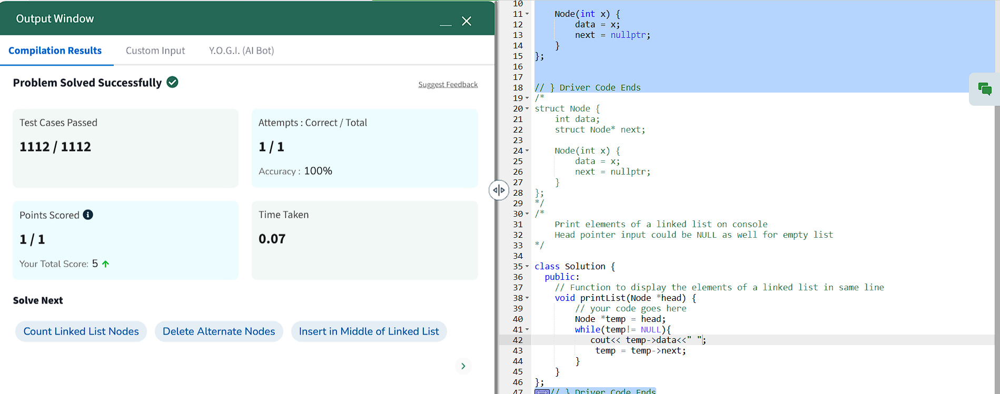 Output Window
Compilation Results Custom Input Y.O.G.I. (AI Bot)
Problem Solved Successfully
Suggest Feedback
Test Cases Passed
1112 / 1112
Attempts : Correct / Total
1 / 1
Accuracy : 100%
Points Scored
1 / 1
Your Total Score: 5
Time Taken
0.07
Solve Next
Count Linked List Nodes Delete Alternate Nodes Insert in Middle of Linked List
10
11     Node(int x) {
12         data = x;
13         next = nullptr;
14     }
15 };
16
17
18 // } Driver Code Ends
19 /*
20 struct Node {
21     int data;
22     struct Node* next;
23
24     Node(int x) {
25         data = x;
26         next = nullptr;
27     }
28 };
29 */
30 /*
31     Print elements of a linked list on console
32     Head pointer input could be NULL as well for empty list
33 */
34
35 class Solution {
36   public:
37     // Function to display the elements of a linked list in same line
38     void printList(Node *head) {
39         // your code goes here
40         Node *temp = head;
41         while(temp!= NULL){
42            cout<< temp->data<<" ";
43             temp = temp->next;
44         }
45     }
46 };
47 // } Driver Code Ends